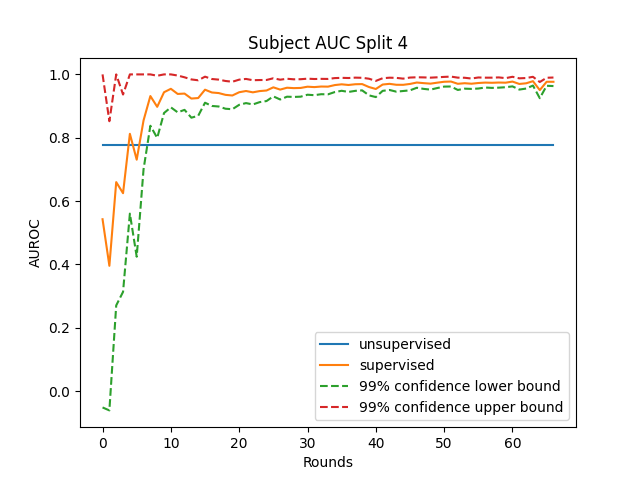 Subject AUC Split 4
AUROC
1.0
0.8
0.6
0.4
0.2
0.0
unsupervised
supervised
99% confidence lower bound
99% confidence upper bound
0 10 20 30 40 50 60
Rounds